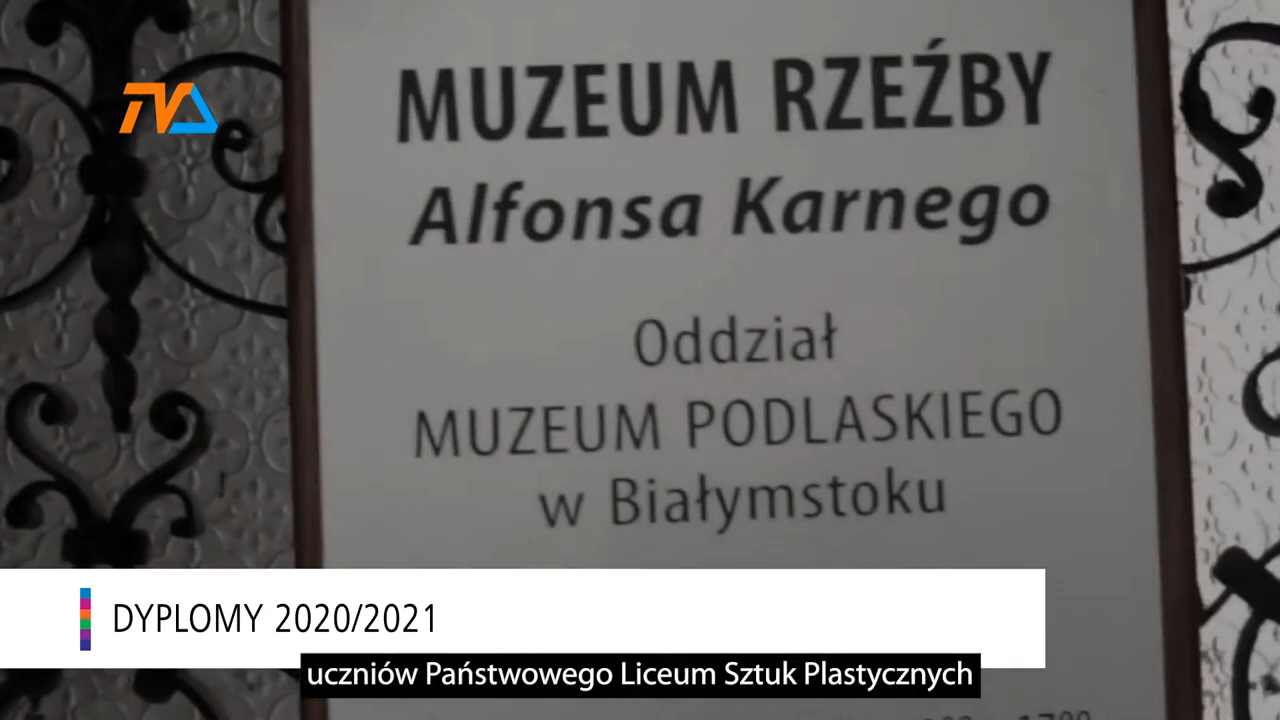 TVA
MUZEUM RZEŹBY
Alfonsa Karnego
Oddział
MUZEUM PODLASKIEGO
w Białymstoku
DYPLOMY 2020/2021
uczniów Państwowego Liceum Sztuk Plastycznych